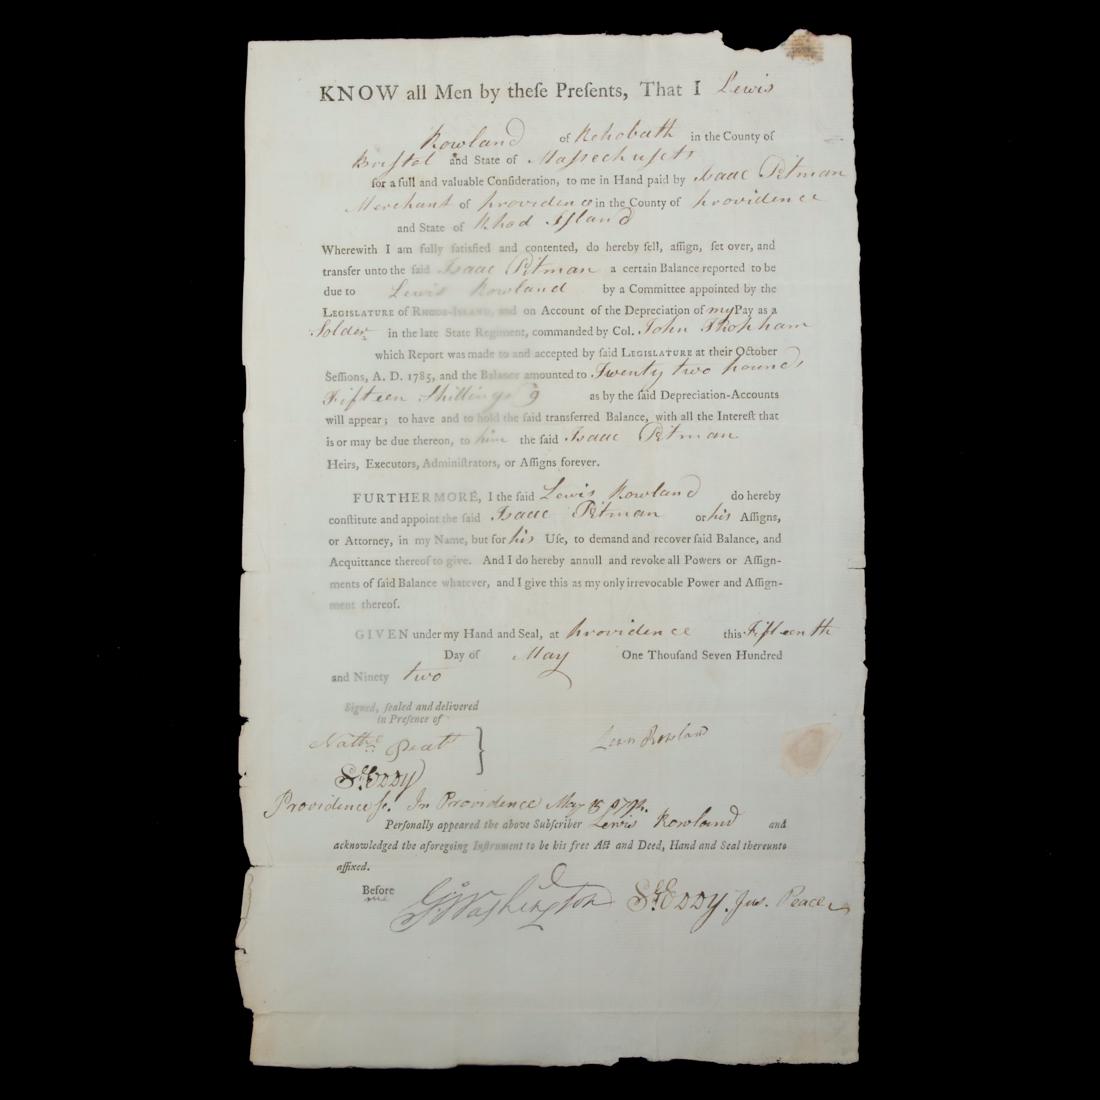 KNOW all Men by theſe Preſents, That I Lewis
Rowland of Rehobath in the County of
Bristol and State of Massechusets
for a full and valuable Conſideration, to me in Hand paid by Isaac Pitman
Merchant of providence in the County of providence
and State of Rhod Island
Wherewith I am fully ſatisfied and contented, do hereby ſell, aſſign, ſet over, and
transfer unto the ſaid Isaac Pitman a certain Balance reported to be
due to Lewis Rowland by a Committee appointed by the
LEGISLATURE of RHODE-ISLAND, and on Account of the Depreciation of my Pay as a
Solder in the late State Regiment, commanded by Col. John Thopham
which Report was made to and accepted by ſaid LEGISLATURE at their October
Seſſions, A. D. 1785, and the Balance amounted to Twenty two pounds
Fifteen Shillings 9 as by the ſaid Depreciation-Accounts
will appear; to have and to hold the ſaid transferred Balance, with all the Intereſt that
is or may be due thereon, to him the ſaid Isaac Pitman
Heirs, Executors, Adminiſtrators, or Aſſigns forever.
FURTHERMORE, I the ſaid Lewis Rowland do hereby
conſtitute and appoint the ſaid Isaac Pitman or his Aſſigns,
or Attorney, in my Name, but for his Uſe, to demand and recover ſaid Balance, and
Acquittance thereof to give. And I do hereby annull and revoke all Powers or Aſſign-
ments of ſaid Balance whatever, and I give this as my only irrevocable Power and Aſſign-
ment thereof.
GIVEN under my Hand and Seal, at providence this Fifteenth
Day of May One Thouſand Seven Hundred
and Ninety two
Signed, ſealed and delivered
in Preſence of
Lewis Rowland
St. Eddy
Providence ſc. In Providence May 15
Perſonally appeared the above Subſcriber Lewis Rowland and
acknowledged the aforegoing Inſtrument to be his free Act and Deed, Hand and Seal thereunto
affixed.
Before
me
Go Washington St. Eddy Jus. Peace